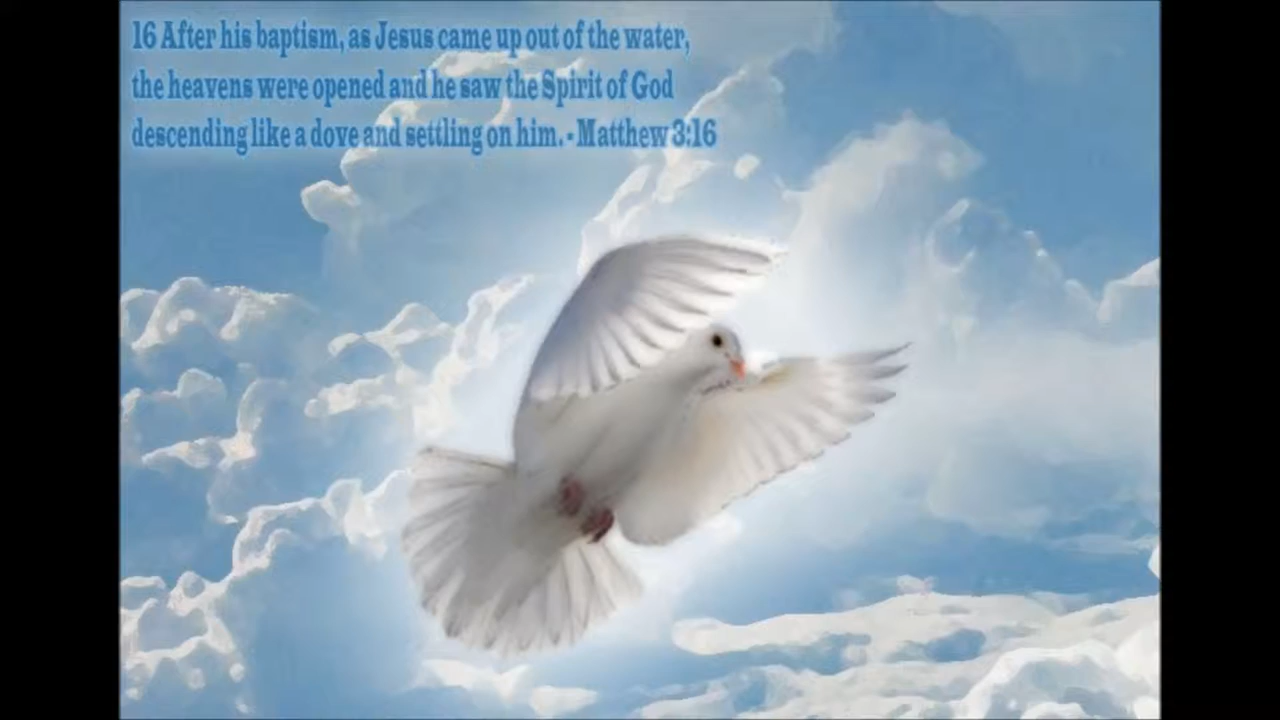 16 After his baptism, as Jesus came up out of the water,
the heavens were opened and he saw the Spirit of God
descending like a dove and settling on him. - Matthew 3:16